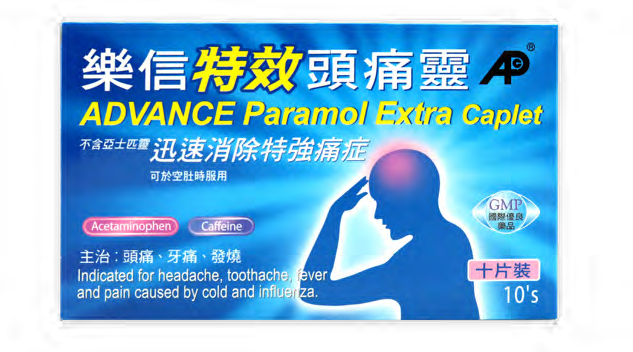 樂信特效頭痛靈 AP®
ADVANCE Paramol Extra Caplet
不含亞士匹靈 迅速消除特強痛症
可於空肚時服用
Acetaminophen Caffeine
GMP
國際優良
藥品
主治：頭痛、牙痛、發燒
Indicated for headache, toothache, fever
and pain caused by cold and influenza.
十片裝
10's